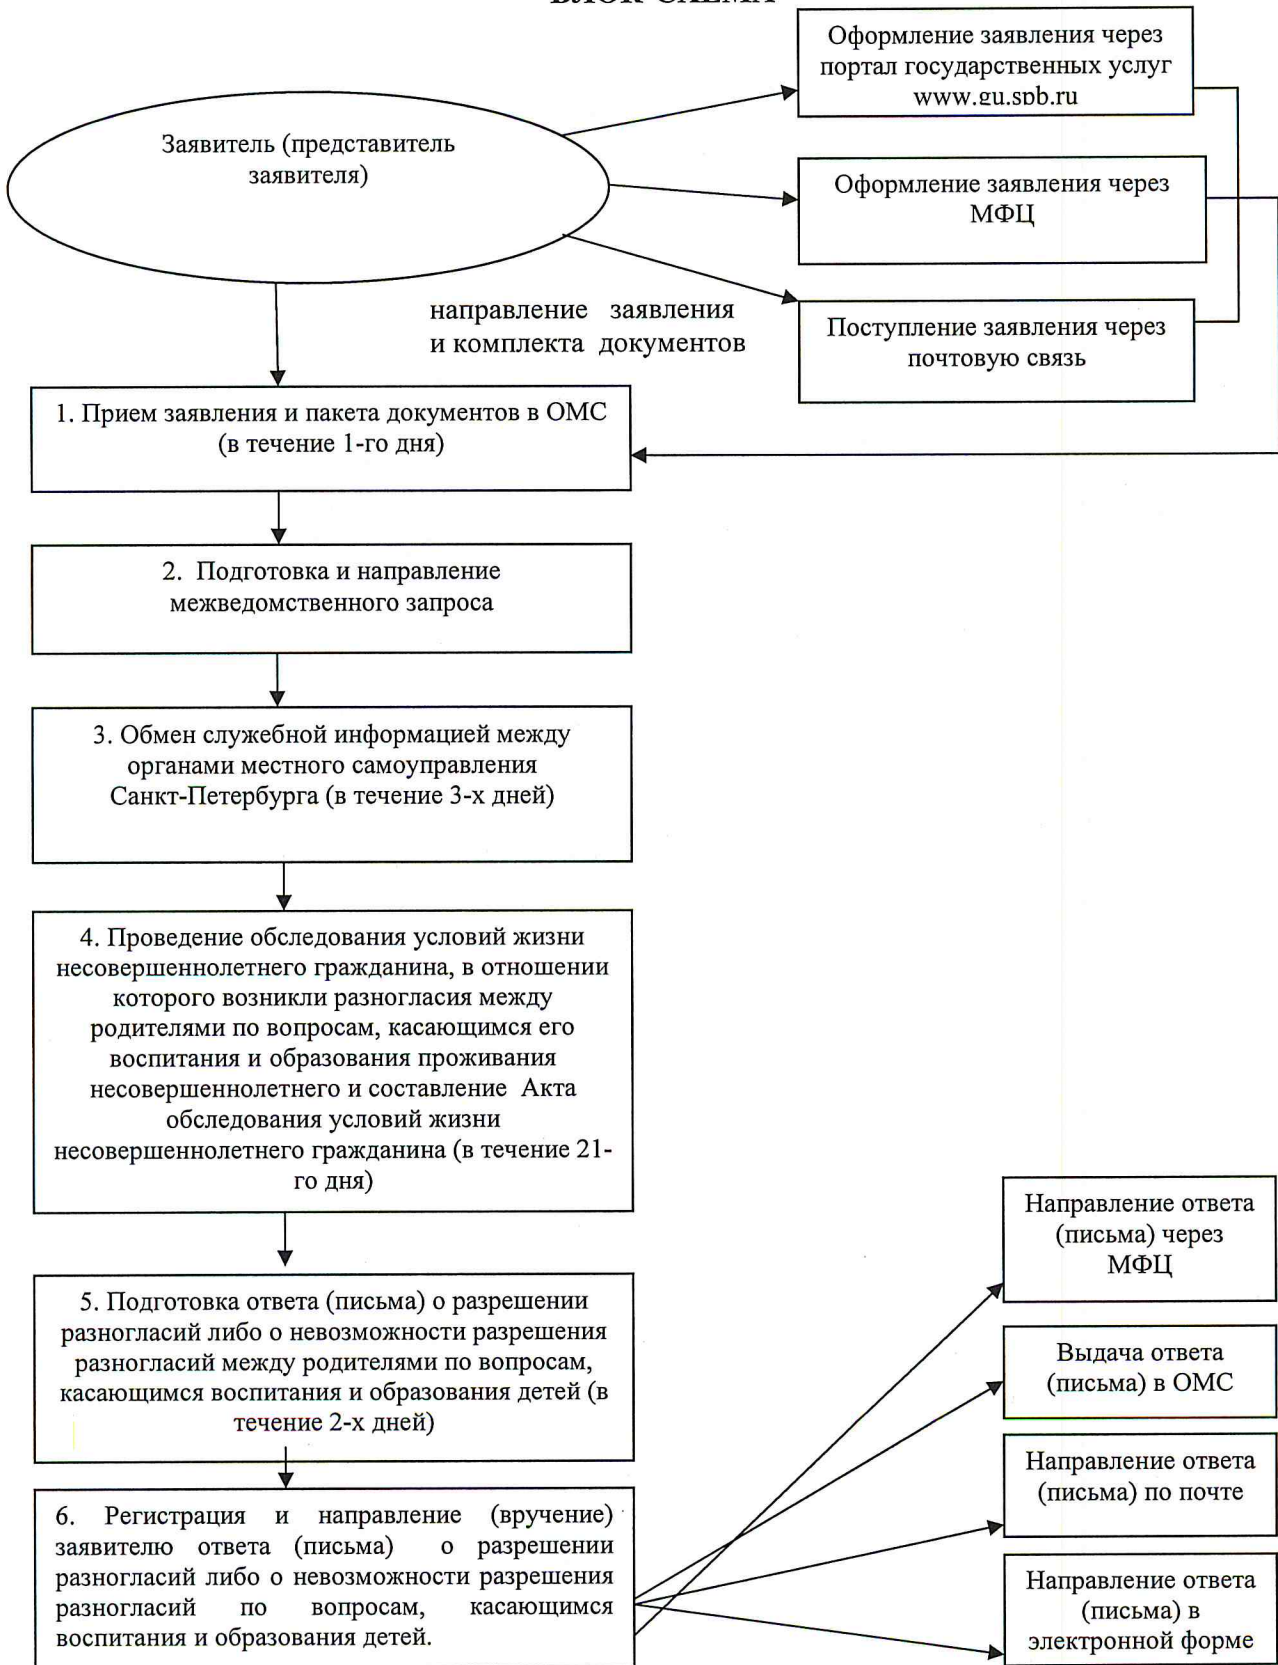 БЛОК-СХЕМА
Оформление заявления через
портал государственных услуг
www.gu.spb.ru
Заявитель (представитель
заявителя)
Оформление заявления через
МФЦ
направление заявления
и комплекта документов
Поступление заявления через
почтовую связь
1. Прием заявления и пакета документов в ОМС
(в течение 1-го дня)
2. Подготовка и направление
межведомственного запроса
3. Обмен служебной информацией между
органами местного самоуправления
Санкт-Петербурга (в течение 3-х дней)
4. Проведение обследования условий жизни
несовершеннолетнего гражданина, в отношении
которого возникли разногласия между
родителями по вопросам, касающимся его
воспитания и образования проживания
несовершеннолетнего и составление Акта
обследования условий жизни
несовершеннолетнего гражданина (в течение 21-
го дня)
5. Подготовка ответа (письма) о разрешении
разногласий либо о невозможности разрешения
разногласий между родителями по вопросам,
касающимся воспитания и образования детей (в
течение 2-х дней)
6. Регистрация и направление (вручение)
заявителю ответа (письма) о разрешении
разногласий либо о невозможности разрешения
разногласий по вопросам, касающимся
воспитания и образования детей.
Направление ответа
(письма) через
МФЦ
Выдача ответа
(письма) в ОМС
Направление ответа
(письма) по почте
Направление ответа
(письма) в
электронной форме